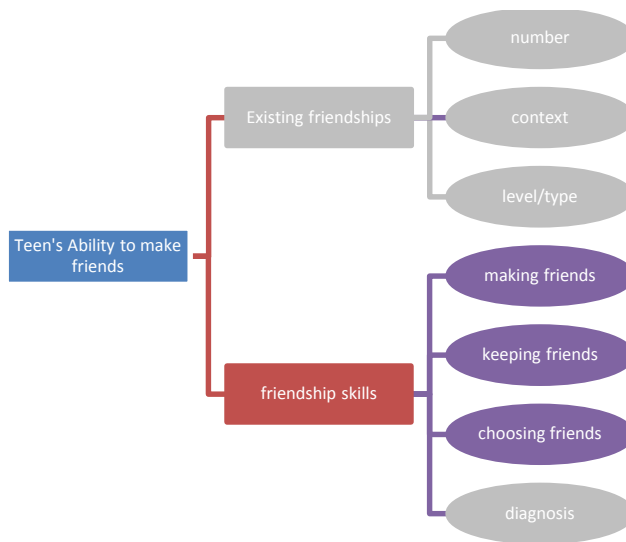 number
Existing friendships
context
level/type
Teen's Ability to make
friends
making friends
keeping friends
friendship skills
choosing friends
diagnosis